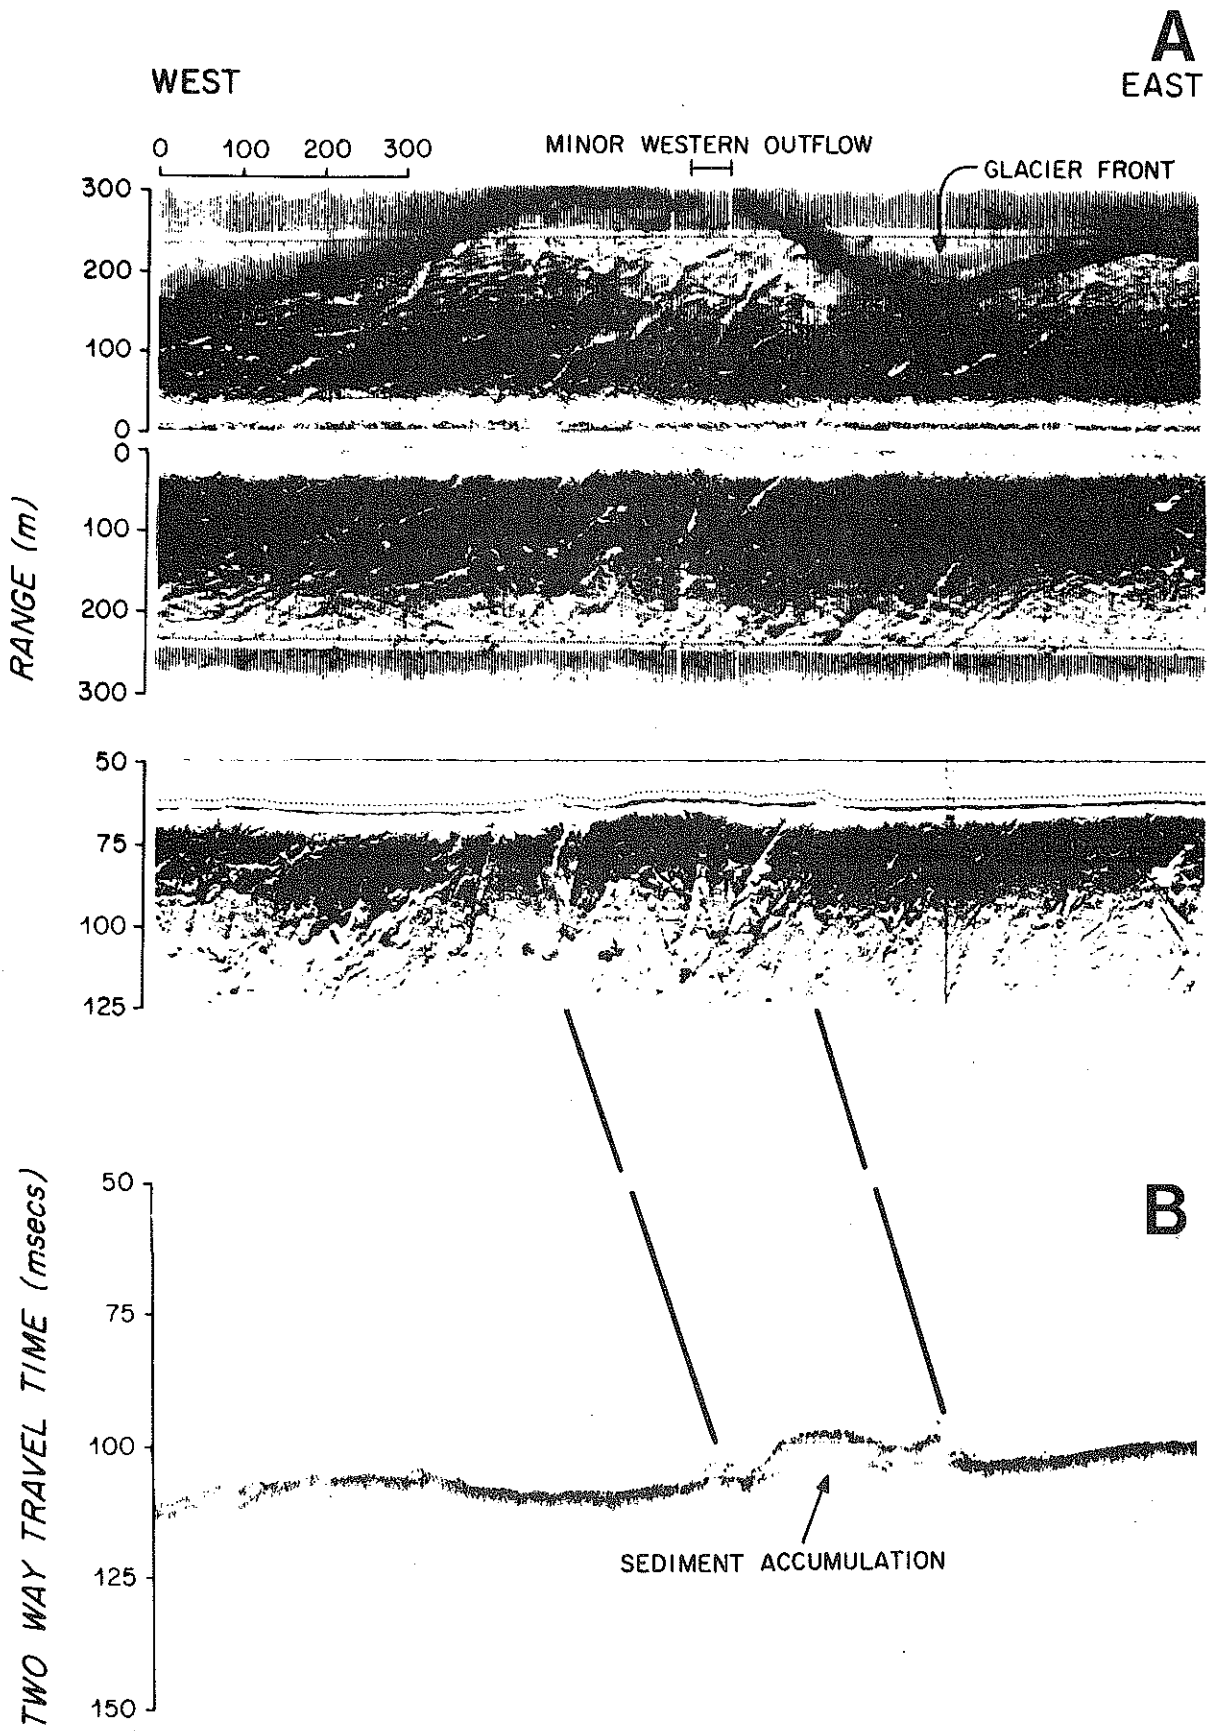 A
WEST
EAST
0 100 200 300
MINOR WESTERN OUTFLOW
GLACIER FRONT
300
200
100
0
0
100
200
300
RANGE (m)
50
75
100
125
B
50
75
100
125
150
TWO WAY TRAVEL TIME (msecs)
SEDIMENT ACCUMULATION